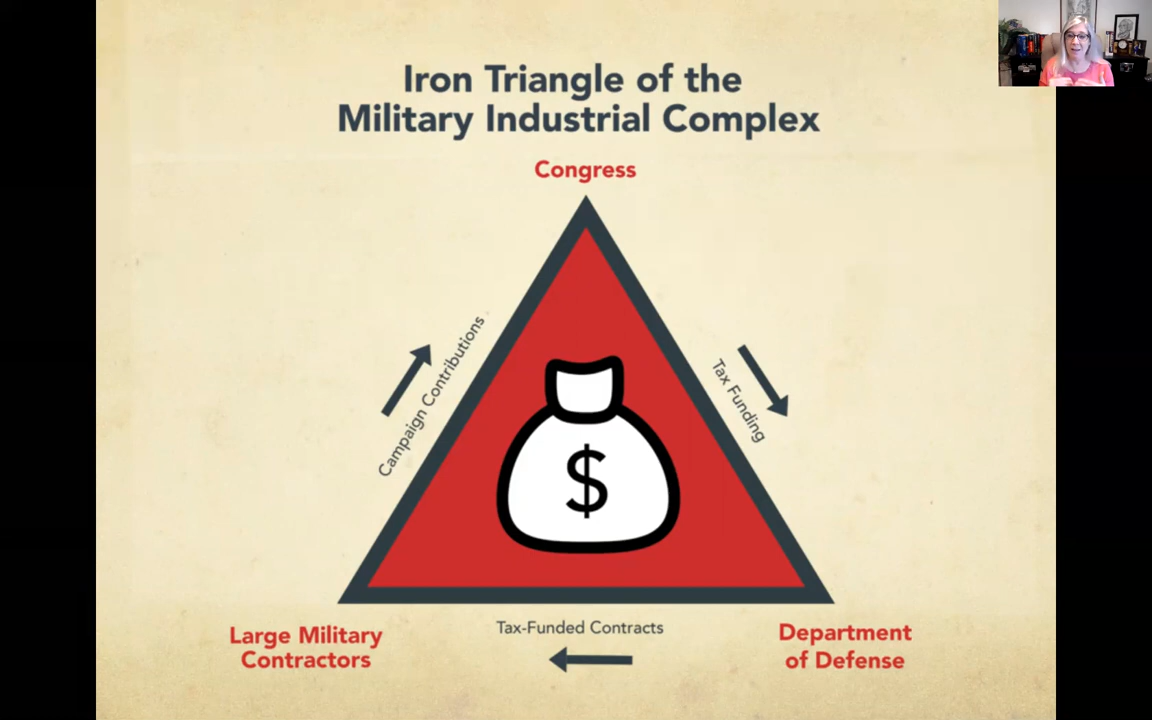 Iron Triangle of the
Military Industrial Complex
Congress
Campaign Contributions
Tax Funding
$
Tax-Funded Contracts
Large Military
Contractors
Department
of Defense